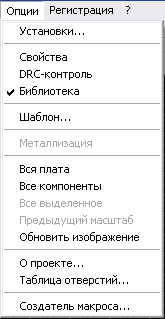 Опции Регистрация ?
Установки...
Свойства
DRC-контроль
Библиотека
Шаблон...
Металлизация
Вся плата
Все компоненты
Все выделенное
Предыдущий масштаб
Обновить изображение
О проекте...
Таблица отверстий...
Создатель макроса...